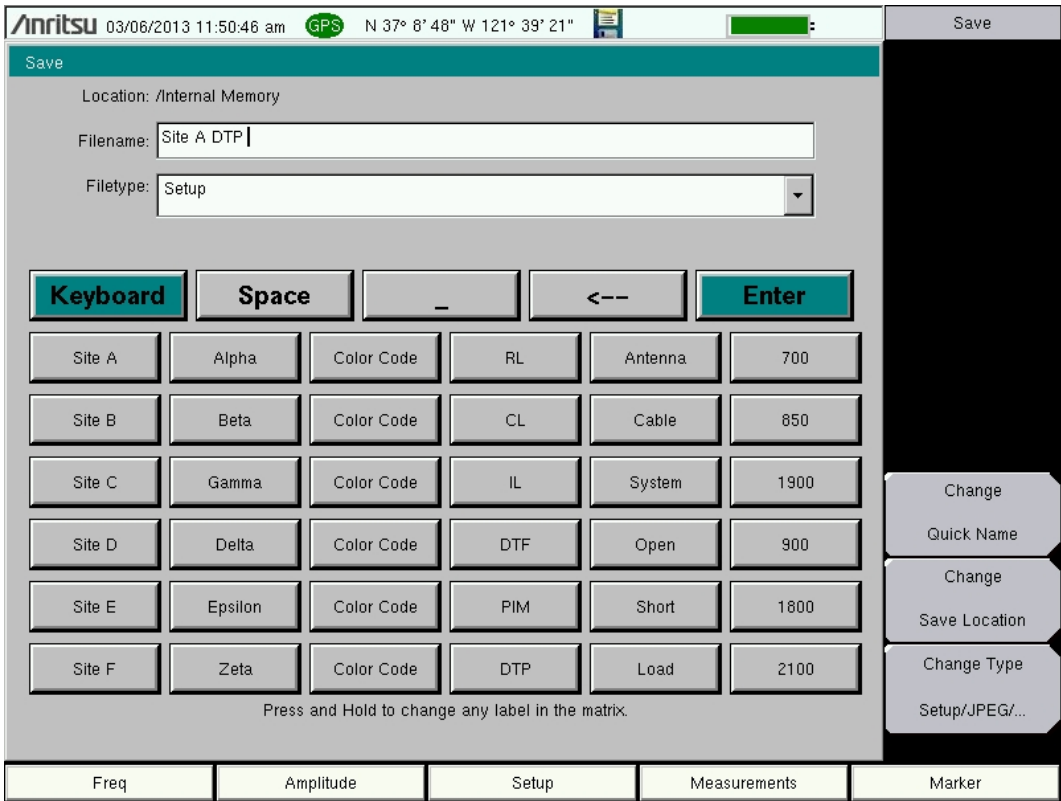 Anritsu 03/06/2013 11:50:46 am GPS N 37° 8' 48" W 121° 39' 21"
Save
Save
Location: /Internal Memory
Filename: Site A DTP
Filetype: Setup
Keyboard Space _ <-- Enter
Site A Alpha Color Code RL Antenna 700
Site B Beta Color Code CL Cable 850
Site C Gamma Color Code IL System 1900
Site D Delta Color Code DTF Open 900
Site E Epsilon Color Code PIM Short 1800
Site F Zeta Color Code DTP Load 2100
Press and Hold to change any label in the matrix.
Change
Quick Name
Change
Save Location
Change Type
Setup/JPEG/...
Freq Amplitude Setup Measurements Marker